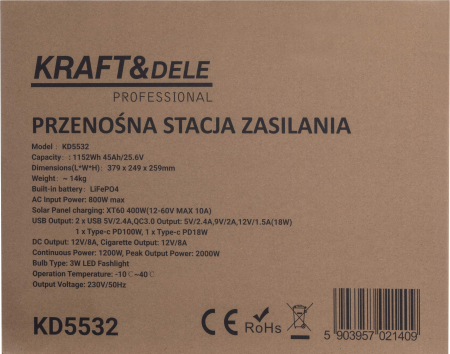 KRAFT&DELE
PROFESSIONAL
PRZENOŚNA STACJA ZASILANIA
Model : KD5532
Capacity : : 1152Wh 45Ah/25.6V
Dimensions(L*W*H) : 379 x 249 x 259mm
Weight : ~ 14kg
Built-in battery : LiFePO4
AC Input Power: 800W max
Solar Panel charging: XT60 400W(12-60V MAX 10A)
USB Output: 2 x USB 5V/2.4A,QC3.0 Output: 5V/2.4A,9V/2A,12V/1.5A(18W)
1 x Type-c PD100W, 1 x Type-c PD18W
DC Output: 12V/8A, Cigarette Output: 12V/8A
Continuous Power: 1200W, Peak Output Power: 2000W
Bulb Type: 3W LED Fashlight
Operation Temperature: -10℃~40℃
Output Voltage: 230V/50Hz
KD5532
CE RoHs
5 903957 021409